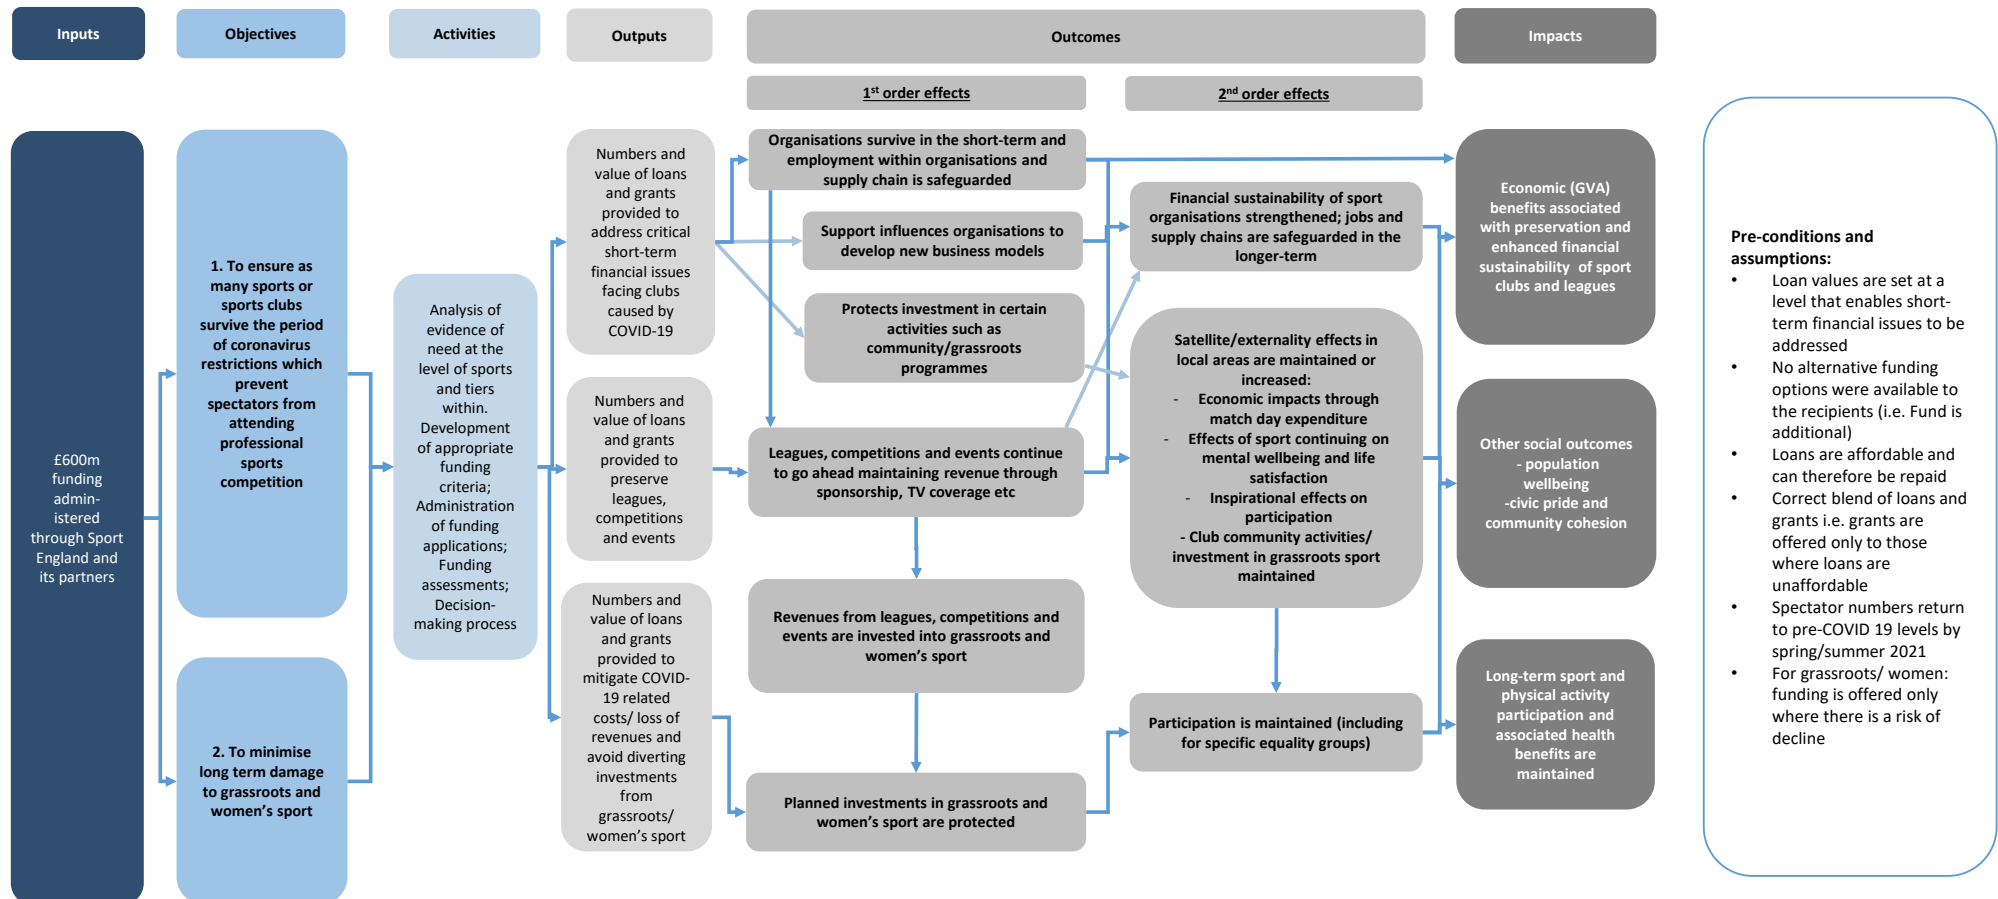 Inputs
Objectives
Activities
Outputs
Outcomes
Impacts
1st order effects
2nd order effects
£600m
funding
admin-
istered
through Sport
England and
its partners
1. To ensure as
many sports or
sports clubs
survive the period
of coronavirus
restrictions which
prevent
spectators from
attending
professional
sports
competition
2. To minimise
long term damage
to grassroots and
women's sport
Analysis of
evidence of
need at the
level of sports
and tiers
within.
Development
of appropriate
funding
criteria;
Administration
of funding
applications;
Funding
assessments;
Decision-
making process
Numbers and
value of loans
and grants
provided to
address critical
short-term
financial issues
facing clubs
caused by
COVID-19
Numbers and
value of loans
and grants
provided to
preserve
leagues,
competitions
and events
Numbers and
value of loans
and grants
provided to
mitigate COVID-
19 related
costs/ loss of
revenues and
avoid diverting
investments
from
grassroots/
women's sport
Organisations survive in the short-term and
employment within organisations and
supply chain is safeguarded
Support influences organisations to
develop new business models
Protects investment in certain
activities such as
community/grassroots
programmes
Leagues, competitions and events continue
to go ahead maintaining revenue through
sponsorship, TV coverage etc
Revenues from leagues, competitions and
events are invested into grassroots and
women's sport
Planned investments in grassroots and
women's sport are protected
Financial sustainability of sport
organisations strengthened; jobs and
supply chains are safeguarded in the
longer-term
Satellite/externality effects in
local areas are maintained or
increased:
- Economic impacts through
match day expenditure
- Effects of sport continuing on
mental wellbeing and life
satisfaction
- Inspirational effects on
participation
- Club community activities/
investment in grassroots sport
maintained
Participation is maintained (including
for specific equality groups)
Economic (GVA)
benefits associated
with preservation and
enhanced financial
sustainability of sport
clubs and leagues
Other social outcomes
- population
wellbeing
-civic pride and
community cohesion
Long-term sport and
physical activity
participation and
associated health
benefits are
maintained
Pre-conditions and
assumptions:
• Loan values are set at a
level that enables short-
term financial issues to be
addressed
• No alternative funding
options were available to
the recipients (i.e. Fund is
additional)
• Loans are affordable and
can therefore be repaid
• Correct blend of loans and
grants i.e. grants are
offered only to those
where loans are
unaffordable
• Spectator numbers return
to pre-COVID 19 levels by
spring/summer 2021
• For grassroots/ women:
funding is offered only
where there is a risk of
decline